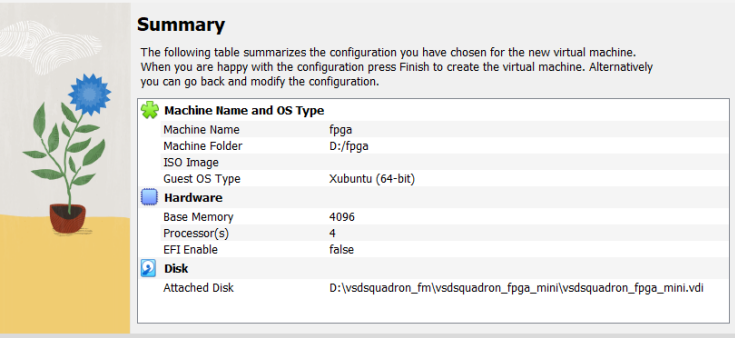 Summary
The following table summarizes the configuration you have chosen for the new virtual machine.
When you are happy with the configuration press Finish to create the virtual machine. Alternatively
you can go back and modify the configuration.
Machine Name and OS Type
Machine Name fpga
Machine Folder D:/fpga
ISO Image
Guest OS Type Xubuntu (64-bit)
Hardware
Base Memory 4096
Processor(s) 4
EFI Enable false
Disk
Attached Disk D:\vsdsquadron_fm\vsdsquadron_fpga_mini\vsdsquadron_fpga_mini.vdi